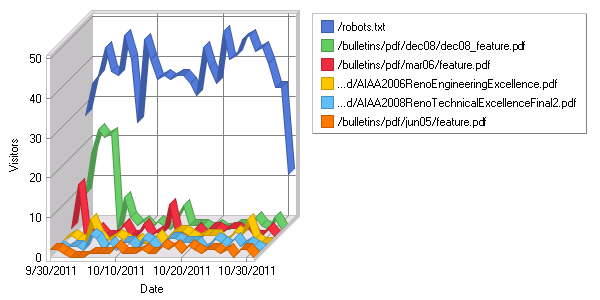 /robots.txt
/bulletins/pdf/dec08/dec08_feature.pdf
/bulletins/pdf/mar06/feature.pdf
...d/AIAA2006RenoEngineeringExcellence.pdf
...d/AIAA2008RenoTechnicalExcellenceFinal2.pdf
/bulletins/pdf/jun05/feature.pdf
Visitors
50
40
30
20
10
0
9/30/2011 10/10/2011 10/20/2011 10/30/2011
Date